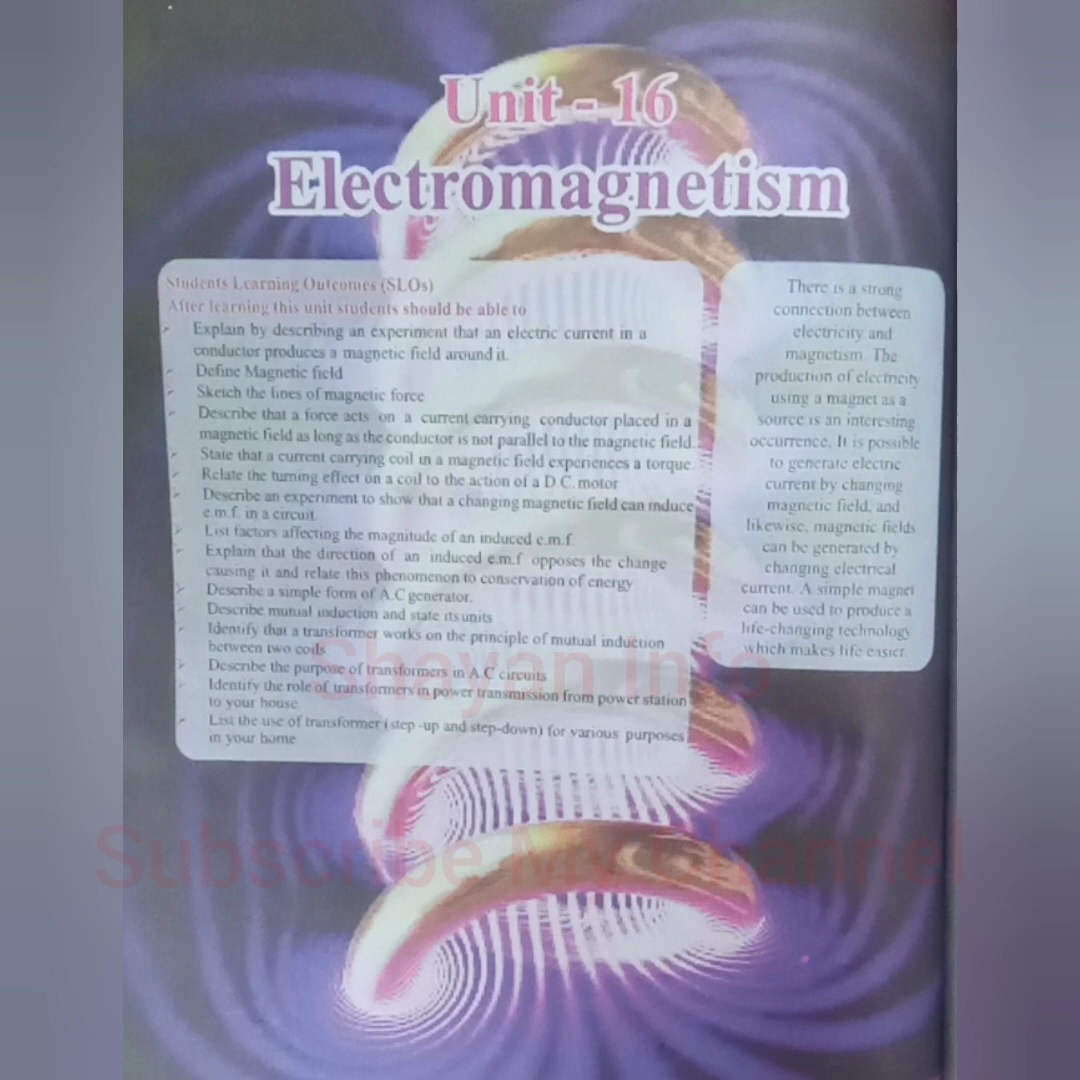 Unit - 16
Electromagnetism
Students Learning Outcomes (SLOs)
After learning this unit students should be able to
Explain by describing an experiment that an electric current in a
conductor produces a magnetic field around it.
Define Magnetic field
Sketch the lines of magnetic force
Describe that a force acts on a current carrying conductor placed in a
magnetic field as long as the conductor is not parallel to the magnetic field.
State that a current carrying coil in a magnetic field experiences a torque.
Relate the turning effect on a coil to the action of a D.C. motor
Describe an experiment to show that a changing magnetic field can induce
e.m.f. in a circuit.
List factors affecting the magnitude of an induced e.m.f.
Explain that the direction of an induced e.m.f opposes the change
causing it and relate this phenomenon to conservation of energy
Describe a simple form of A.C generator.
Describe mutual induction and state its units
Identify that a transformer works on the principle of mutual induction
between two coils
Describe the purpose of transformers in A.C circuits
Identify the role of transformers in power transmission from power station
to your house
List the use of transformer (step -up and step-down) for various purposes
in your home
There is a strong
connection between
electricity and
magnetism. The
production of electricity
using a magnet as a
source is an interesting
occurrence. It is possible
to generate electric
current by changing
magnetic field, and
likewise, magnetic fields
can be generated by
changing electrical
current. A simple magnet
can be used to produce a
life-changing technology
which makes life easier.
Shayan Info
Subscribe My Channel